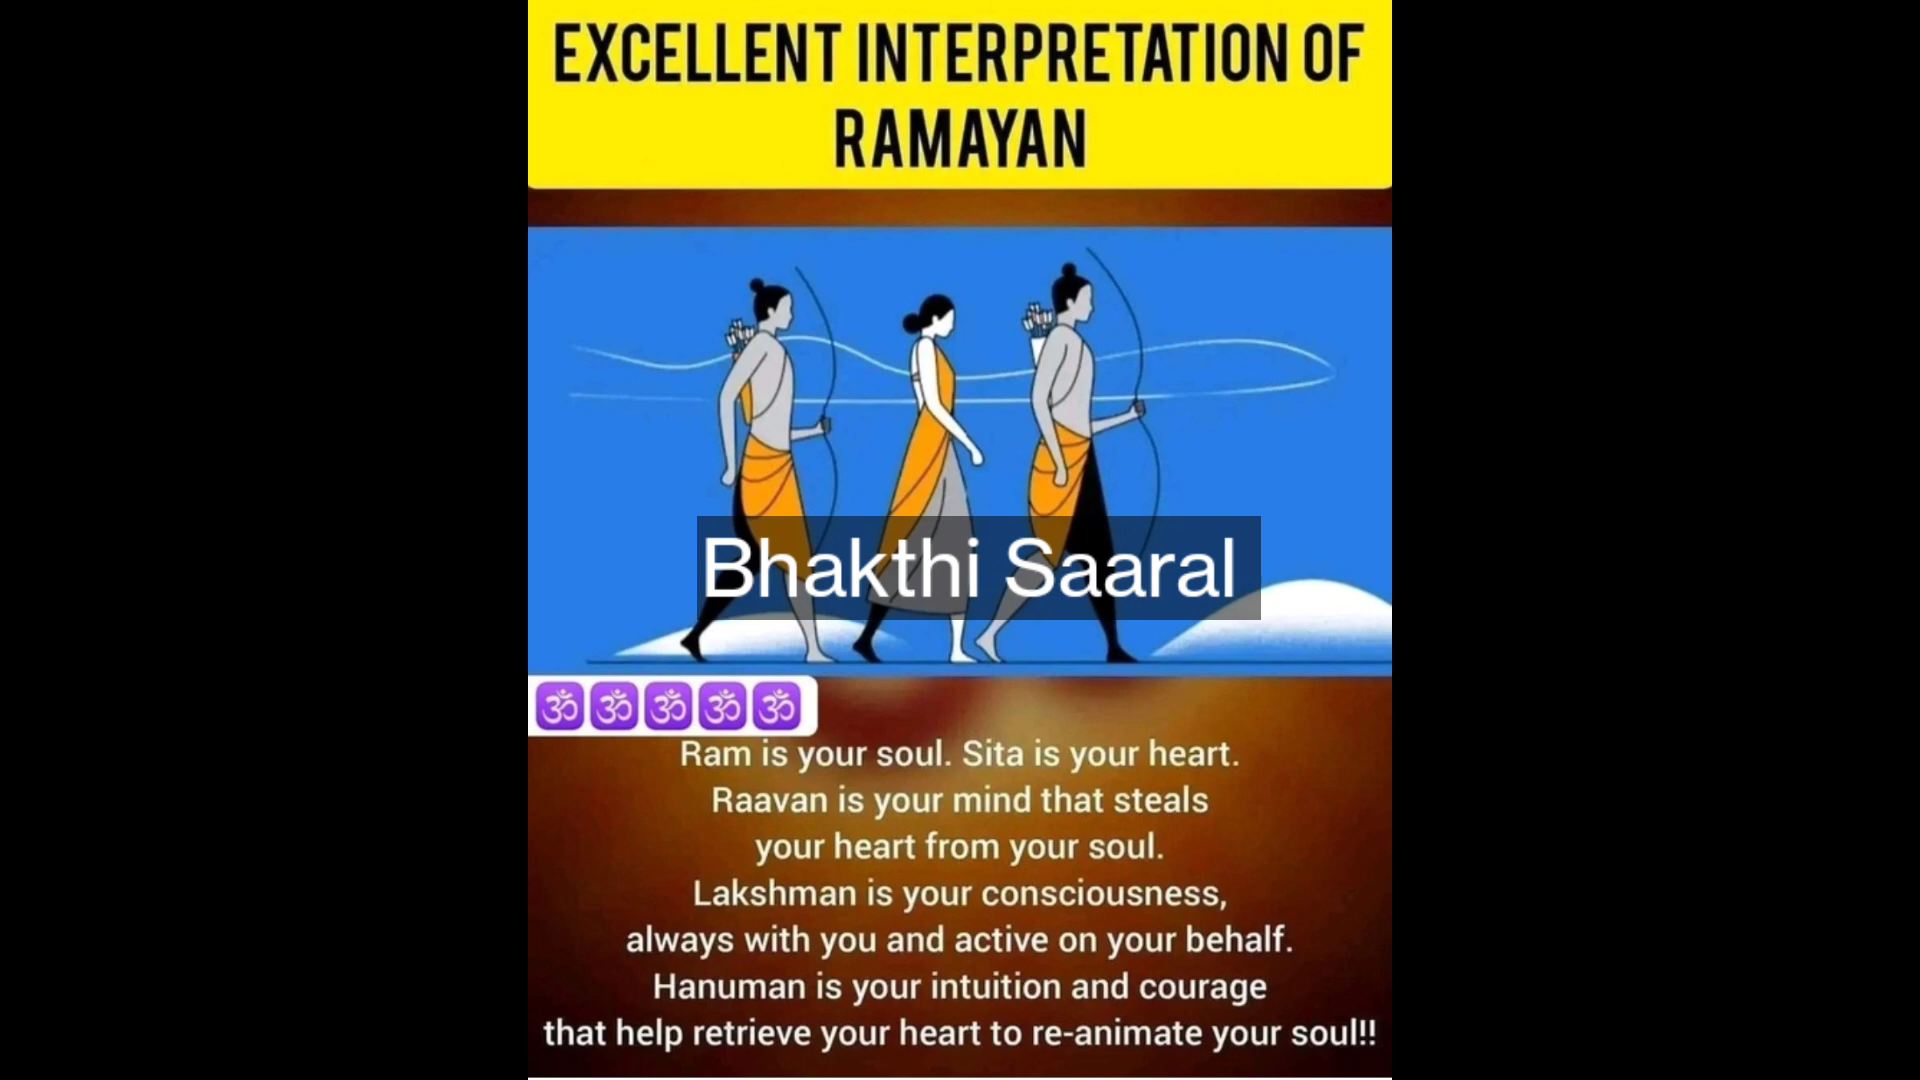 EXCELLENT INTERPRETATION OF
RAMAYAN
Bhakthi Saaral
🕉🕉🕉🕉🕉
Ram is your soul. Sita is your heart.
Raavan is your mind that steals
your heart from your soul.
Lakshman is your consciousness,
always with you and active on your behalf.
Hanuman is your intuition and courage
that help retrieve your heart to re-animate your soul!!